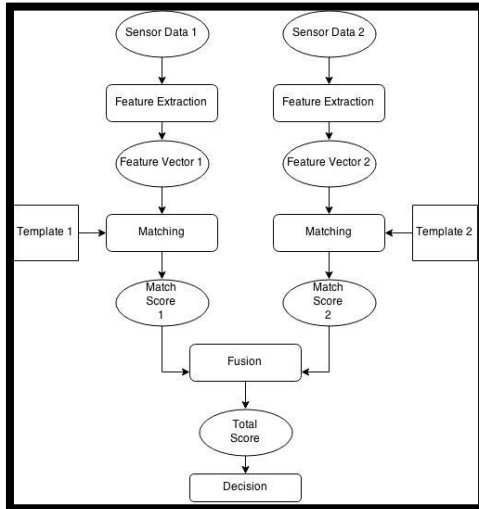 Sensor Data 1
Sensor Data 2
Feature Extraction
Feature Extraction
Feature Vector 1
Feature Vector 2
Template 1
Matching
Matching
Template 2
Match
Score
1
Match
Score
2
Fusion
Total
Score
Decision